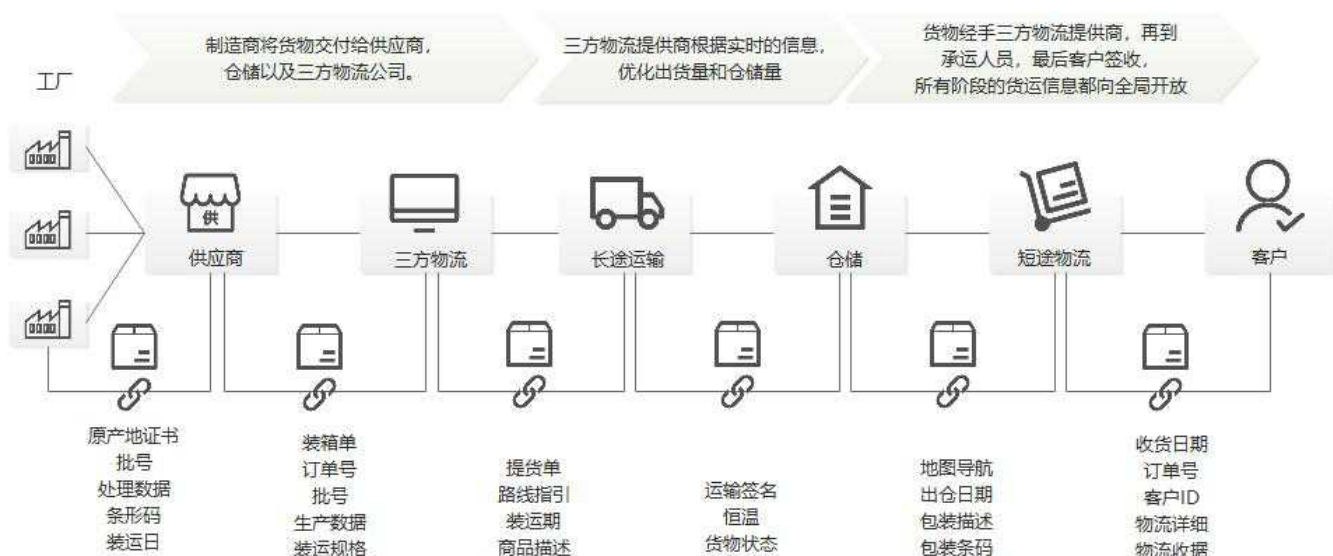 制造商将货物交付给供应商，
仓储以及三方物流公司。
三方物流提供商根据实时的信息，
优化出货量和仓储量
货物经手三方物流提供商，再到
承运人员，最后客户签收，
所有阶段的货运信息都向全局开放
工厂
供
供应商
三方物流
长途运输
仓储
短途物流
客户
原产地证书
批号
处理数据
条形码
装运日
装箱单
订单号
批号
生产数据
装运规格
提货单
路线指引
装运期
商品描述
运输签名
恒温
货物状态
地图导航
出仓日期
包装描述
包装条码
收货日期
订单号
客户ID
物流详细
物流收据